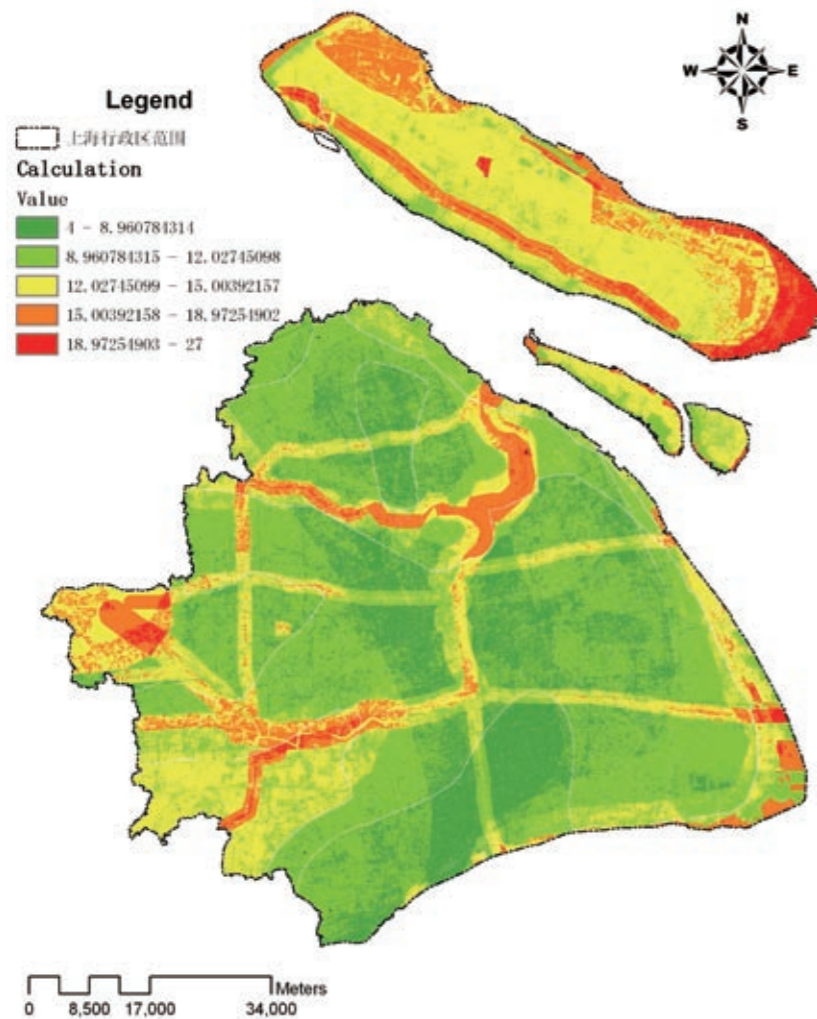 N
W E
S
Legend
上海行政区范围
Calculation
Value
4 - 8.960784314
8.960784315 - 12.02745098
12.02745099 - 15.00392157
15.00392158 - 18.97254902
18.97254903 - 27
Meters
0 8,500 17,000 34,000